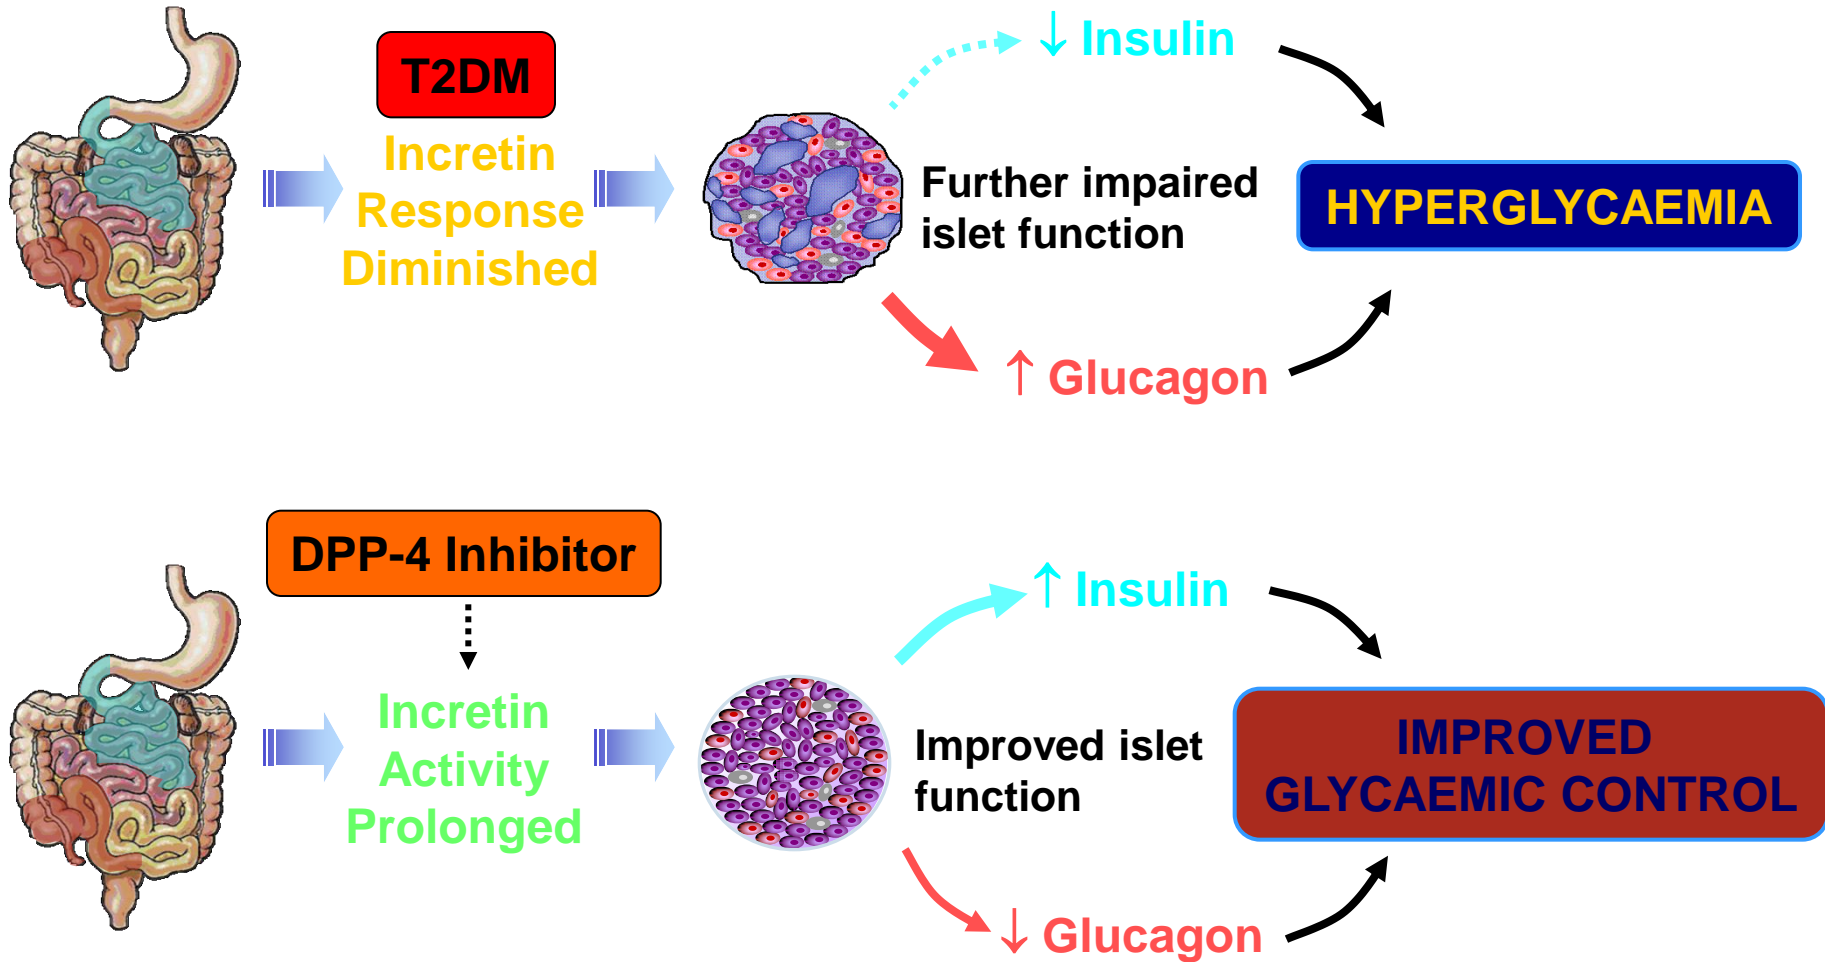 T2DM
Incretin
Response
Diminished
↓ Insulin
Further impaired
islet function
↑ Glucagon
HYPERGLYCAEMIA
DPP-4 Inhibitor
Incretin
Activity
Prolonged
↑ Insulin
Improved islet
function
↓ Glucagon
IMPROVED
GLYCAEMIC CONTROL